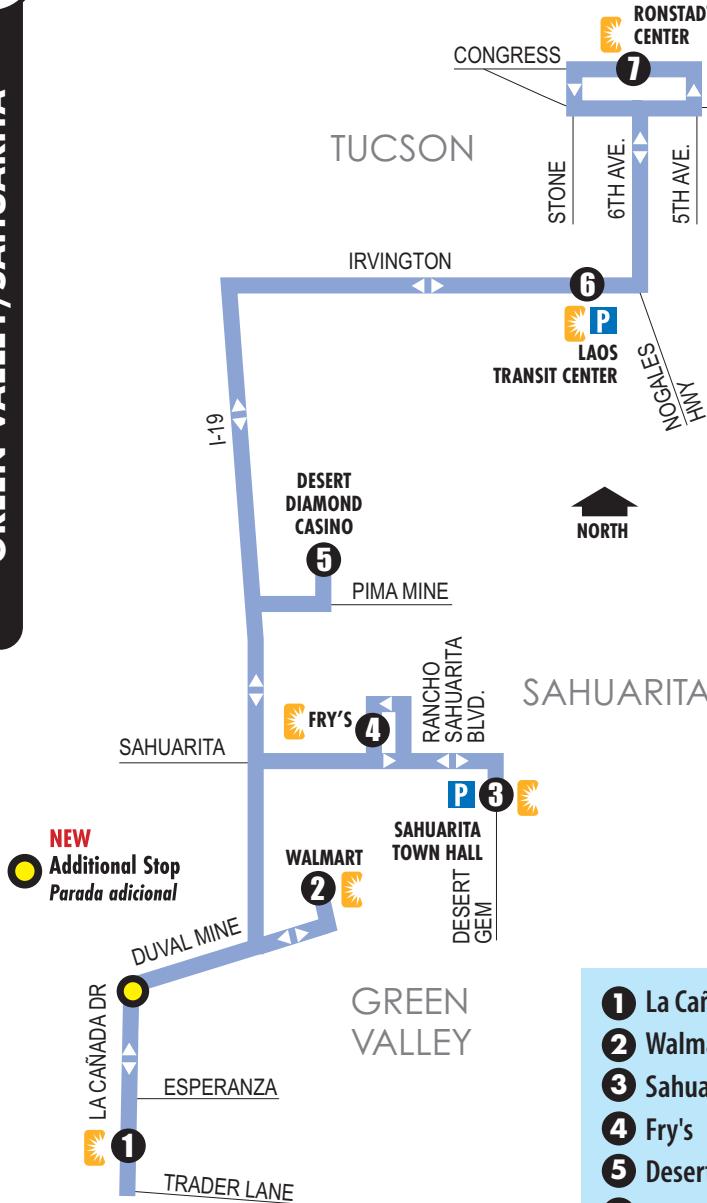 RONSTADT
CENTER
CONGRESS
7
TUCSON
STONE
6TH AVE.
5TH AVE.
IRVINGTON
6
P
LAOS
TRANSIT CENTER
NOGALES
HWY
I-19
DESERT
DIAMOND
CASINO
5
NORTH
PIMA MINE
RANCHO
SAHUARITA
BLVD.
SAHUARITA
FRY'S
4
SAHUARITA
P
3
SAHUARITA
TOWN HALL
NEW
Additional Stop
Parada adicional
WALMART
2
DESERT
GEM
DUVAL MINE
GREEN
VALLEY
LA CAÑADA DR
ESPERANZA
1
TRADER LANE
1 La Cañ
2 Walma
3 Sahua
4 Fry's
5 Desert